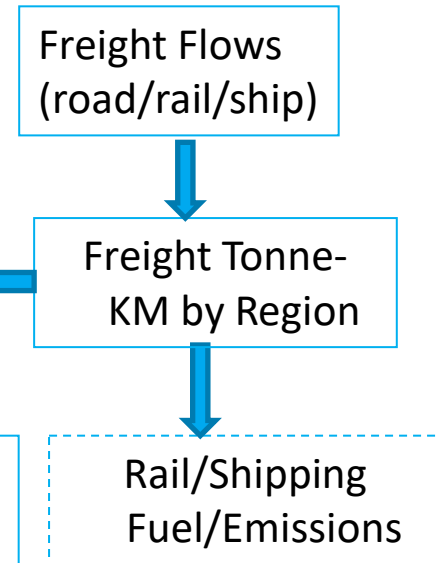 Freight Flows
(road/rail/ship)
Freight Tonne-
KM by Region
Rail/Shipping
Fuel/Emissions